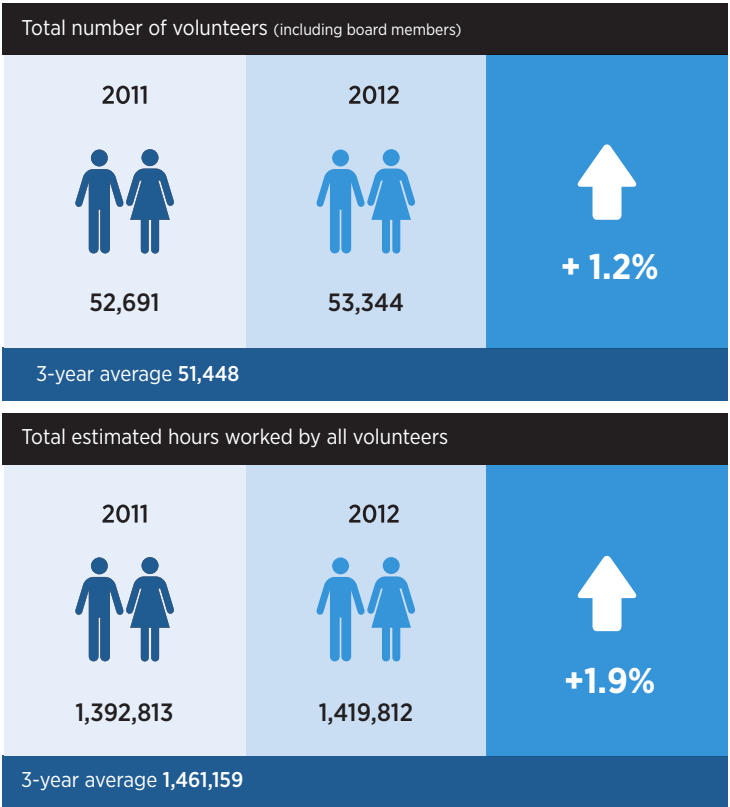 Total number of volunteers (including board members)
2011
2012
52,691
53,344
+ 1.2%
3-year average 51,448
Total estimated hours worked by all volunteers
2011
2012
1,392,813
1,419,812
+1.9%
3-year average 1,461,159